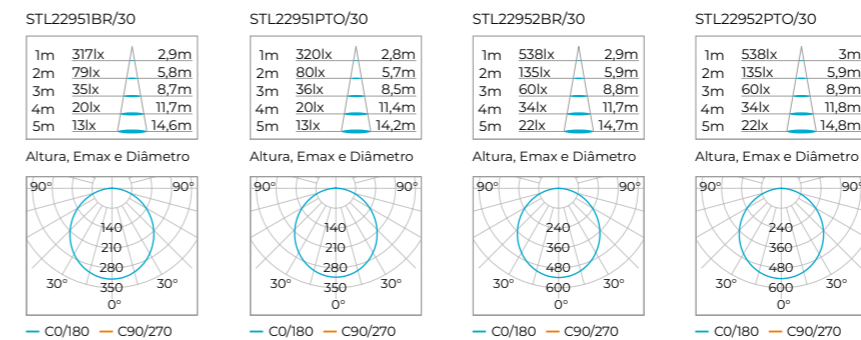 STL22951BR/30
1m 317lx 2,9m
2m 79lx 5,8m
3m 35lx 8,7m
4m 20lx 11,7m
5m 13lx 14,6m
Altura, Emax e Diâmetro
90° 90°
140
210
280
30° 350 30°
0°
C0/180 C90/270
STL22951PTO/30
1m 320lx 2,8m
2m 80lx 5,7m
3m 36lx 8,5m
4m 20lx 11,4m
5m 13lx 14,2m
Altura, Emax e Diâmetro
90° 90°
140
210
280
30° 350 30°
0°
C0/180 C90/270
STL22952BR/30
1m 538lx 2,9m
2m 135lx 5,9m
3m 60lx 8,8m
4m 34lx 11,7m
5m 22lx 14,7m
Altura, Emax e Diâmetro
90° 90°
240
360
480
30° 600 30°
0°
C0/180 C90/270
STL22952PTO/30
1m 538lx 3m
2m 135lx 5,9m
3m 60lx 8,9m
4m 34lx 11,8m
5m 22lx 14,8m
Altura, Emax e Diâmetro
90° 90°
240
360
480
30° 600 30°
0°
C0/180 C90/270